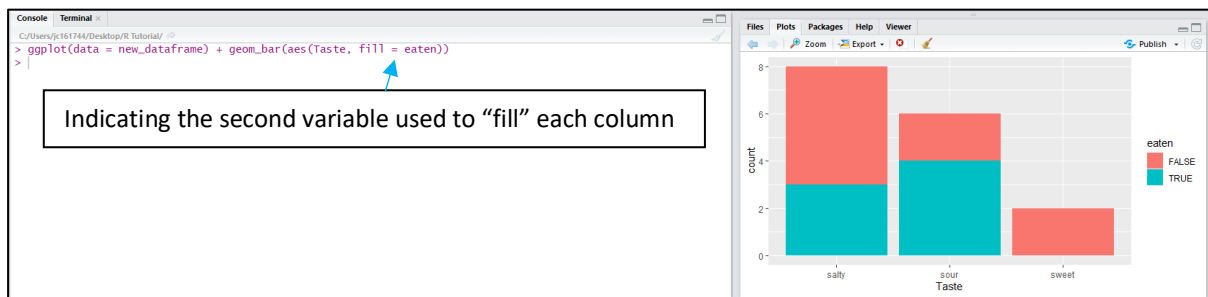 Console Terminal ×
C:/Users/jc161744/Desktop/R Tutorial/
> ggplot(data = new_dataframe) + geom_bar(aes(Taste, fill = eaten))
>
Indicating the second variable used to “fill” each column
Files Plots Packages Help Viewer
Zoom Export Publish
8
6
4
2
0
count
salty sour sweet
Taste
eaten
FALSE
TRUE